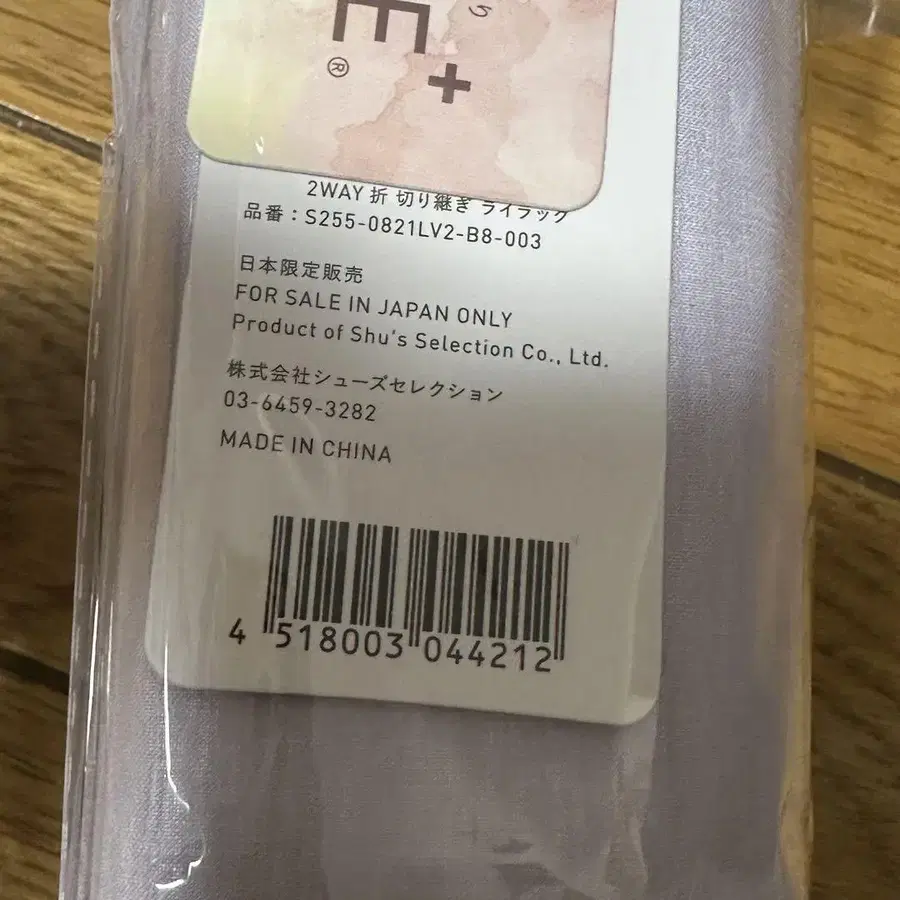 E+
®
2WAY 折 切り継ぎ ライラック
品番：S255-0821LV2-B8-003
日本限定販売
FOR SALE IN JAPAN ONLY
Product of Shu's Selection Co., Ltd.
株式会社シューズセレクション
03-6459-3282
MADE IN CHINA
4 518003 044212